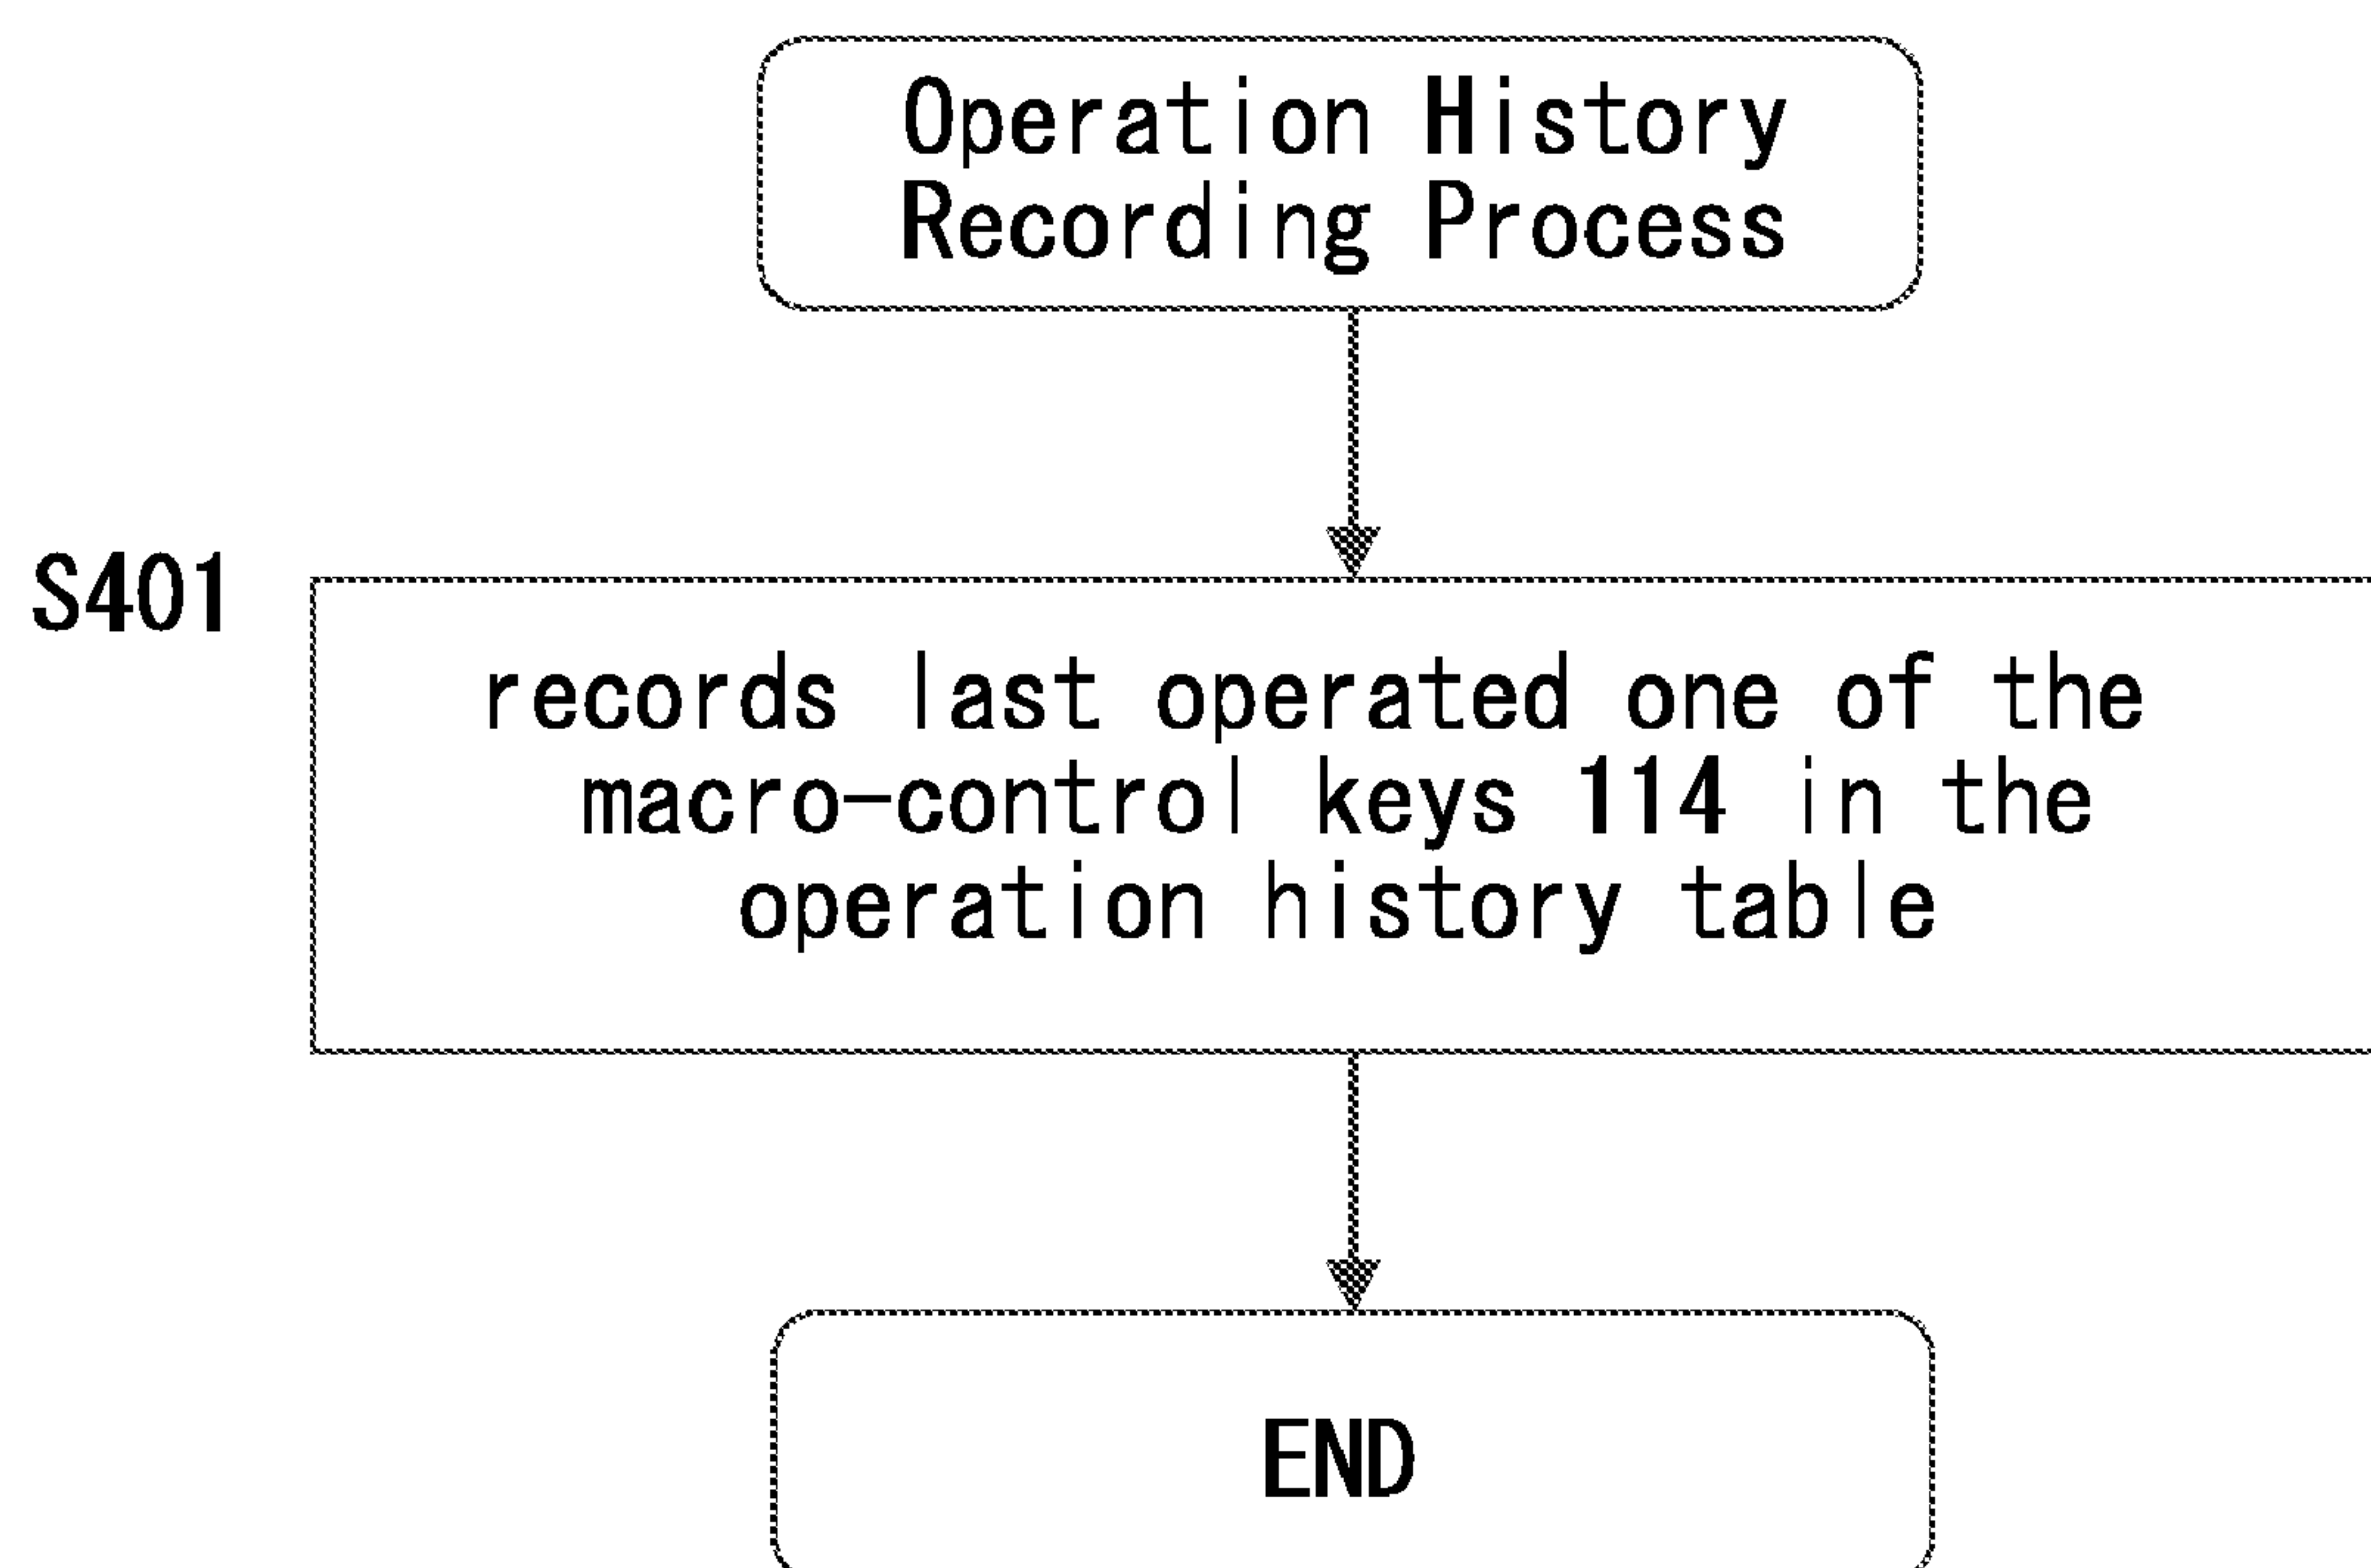 Operation History
Recording Process
S401
records last operated one of the
macro-control keys 114 in the
operation history table
END